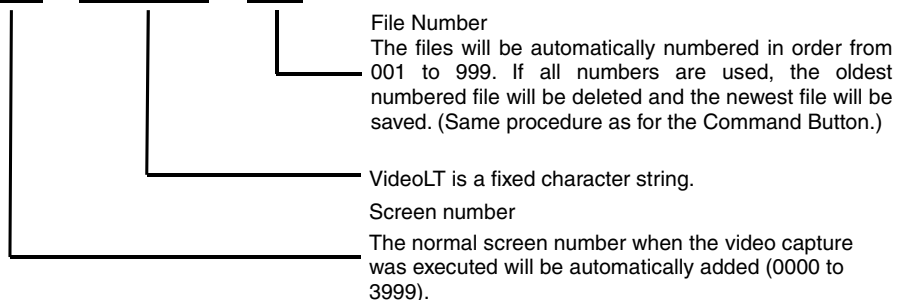 File Number
The files will be automatically numbered in order from
001 to 999. If all numbers are used, the oldest
numbered file will be deleted and the newest file will be
saved. (Same procedure as for the Command Button.)
VideoLT is a fixed character string.
Screen number
The normal screen number when the video capture
was executed will be automatically added (0000 to
3999).